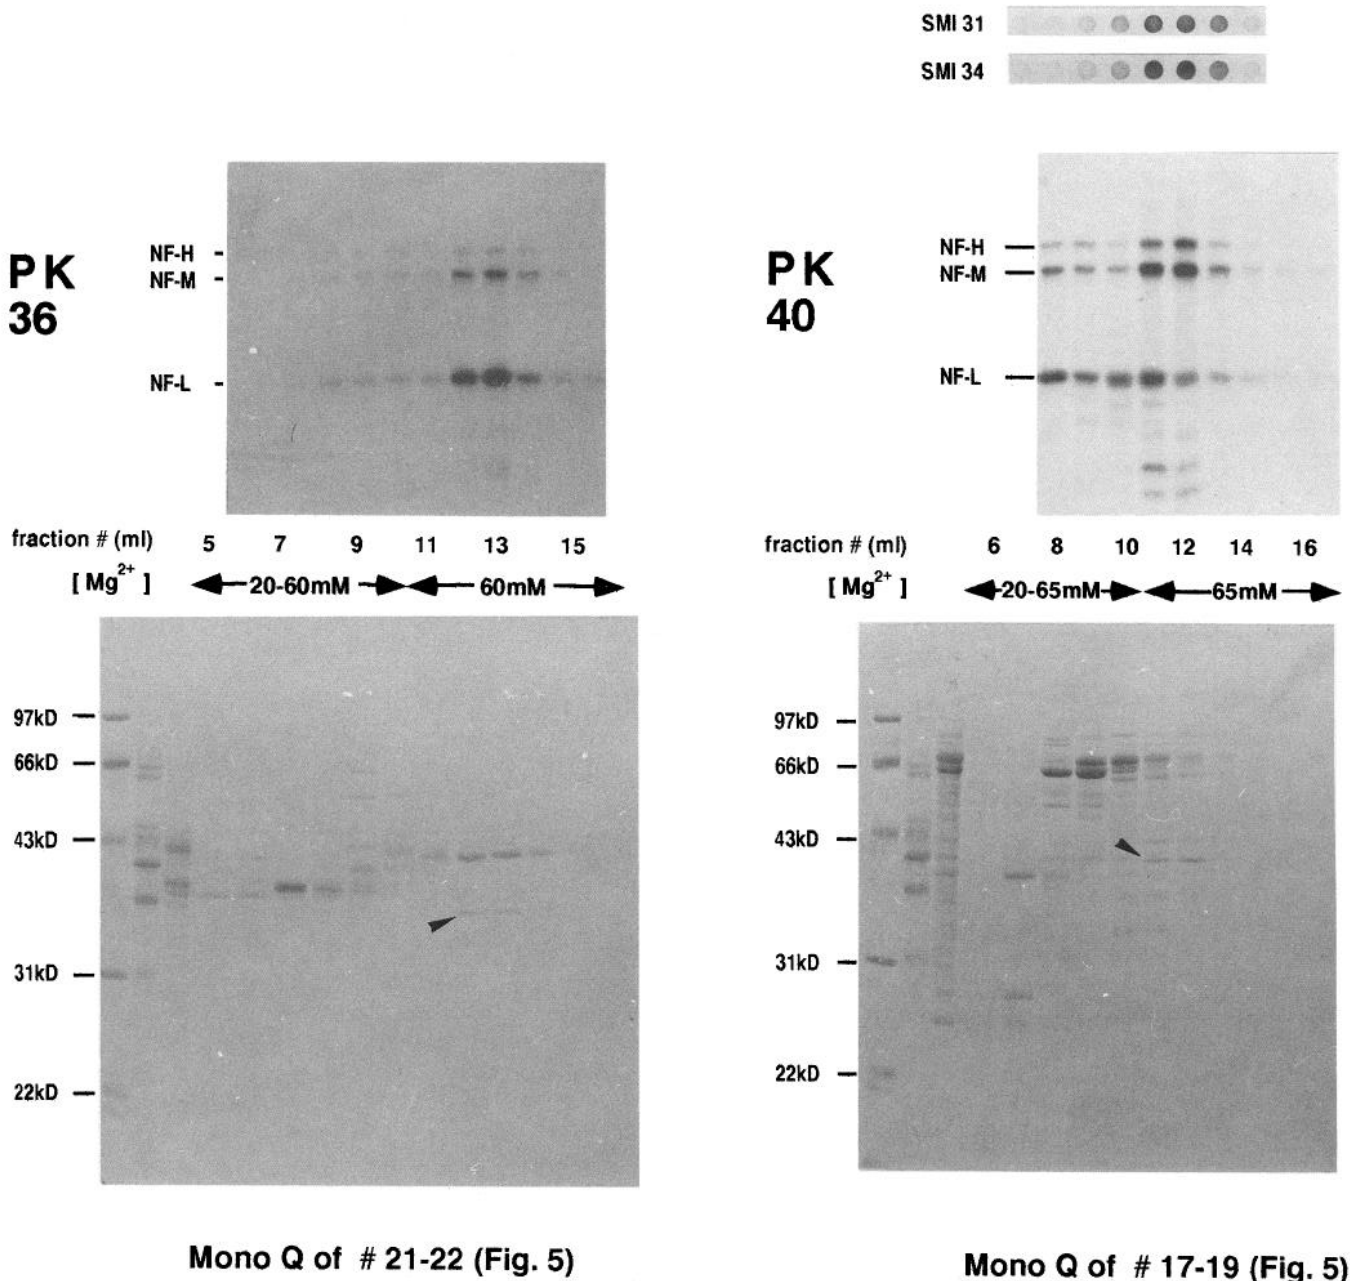 SMI 31
SMI 34
PK
36
NF-H
NF-M
NF-L
fraction # (ml) 5 7 9 11 13 15
[ Mg2+ ] 20-60mM 60mM
97kD
66kD
43kD
31kD
22kD
Mono Q of # 21-22 (Fig. 5)
PK
40
NF-H
NF-M
NF-L
fraction # (ml) 6 8 10 12 14 16
[ Mg2+ ] 20-65mM 65mM
97kD
66kD
43kD
31kD
22kD
Mono Q of # 17-19 (Fig. 5)